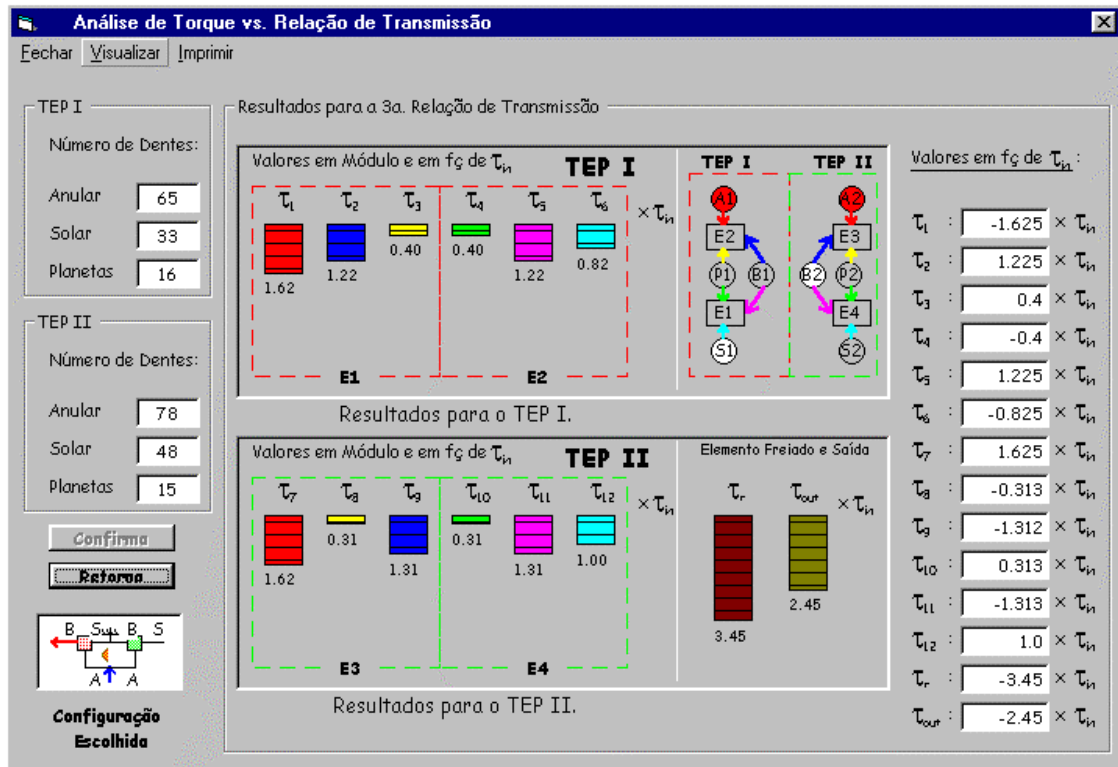 Análise de Torque vs. Relação de Transmissão
Fechar Visualizar Imprimir
TEP I
Número de Dentes:
Anular 65
Solar 33
Planetas 16
TEP II
Número de Dentes:
Anular 78
Solar 48
Planetas 15
Confirma
Retorna
B S B S
A A
Configuração
Escolhida
Resultados para a 3a. Relação de Transmissão
Valores em Módulo e em fç de τin TEP I
τ1 τ2 τ3 τ4 τ5 τ6 × τin
1.62 1.22 0.40 0.40 1.22 0.82
E1 E2
TEP I TEP II
A1 A2
E2 E3
P1 B1 B2 P2
E1 E4
S1 S2
Resultados para o TEP I.
Valores em Módulo e em fç de τin TEP II
τ7 τ8 τ9 τ10 τ11 τ12 × τin
1.62 0.31 1.31 0.31 1.31 1.00
E3 E4
Elemento Freiado e Saída
τr τout × τin
3.45 2.45
Resultados para o TEP II.
Valores em fç de τin :
τ1 : -1.625 × τin
τ2 : 1.225 × τin
τ3 : 0.4 × τin
τ4 : -0.4 × τin
τ5 : 1.225 × τin
τ6 : -0.825 × τin
τ7 : 1.625 × τin
τ8 : -0.313 × τin
τ9 : -1.312 × τin
τ10 : 0.313 × τin
τ11 : -1.313 × τin
τ12 : 1.0 × τin
τr : -3.45 × τin
τout : -2.45 × τin